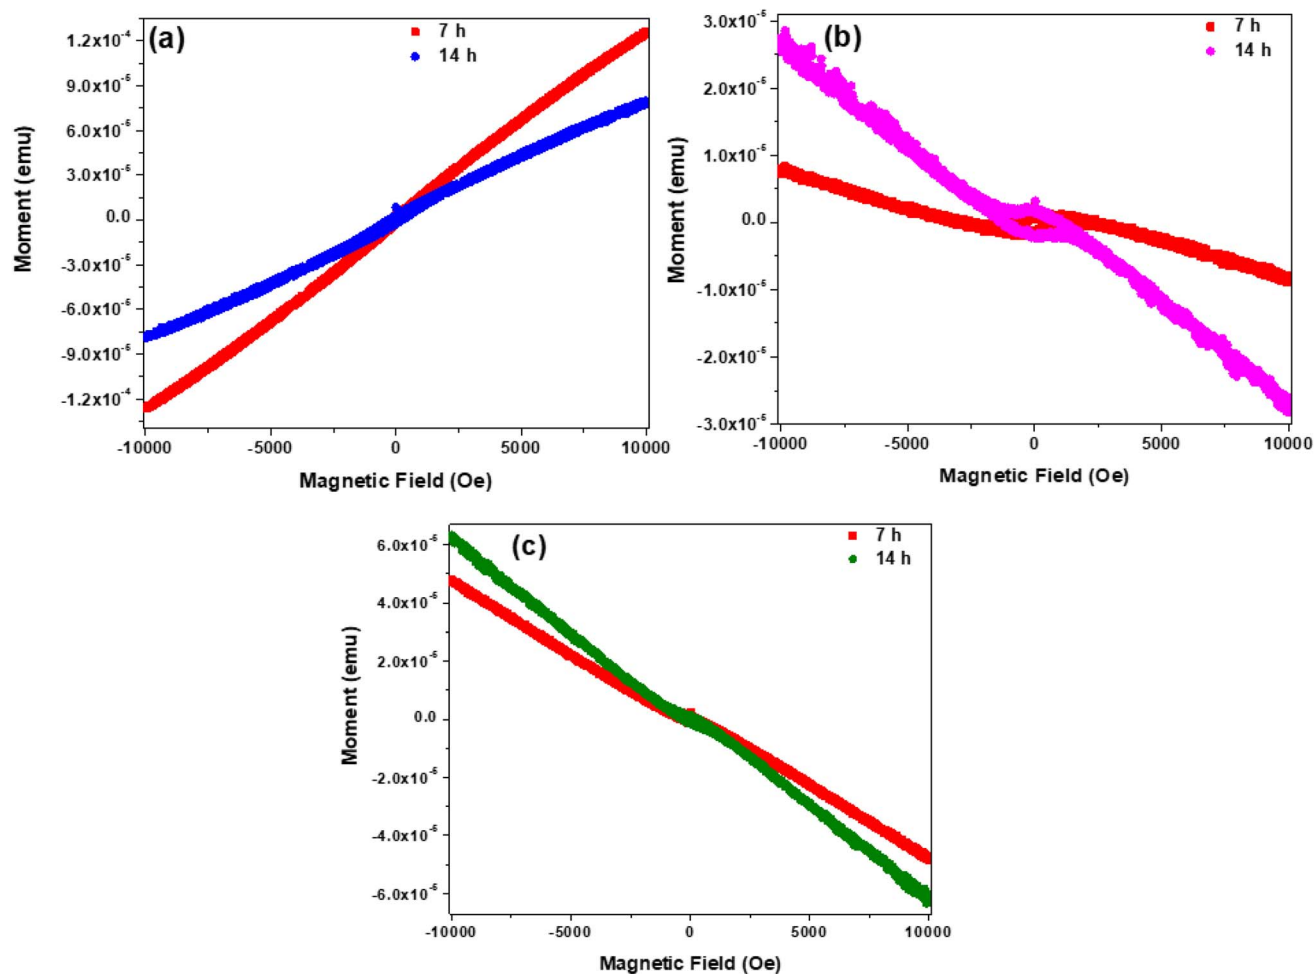 (a)
7 h
14 h
1.2x10⁻⁴
9.0x10⁻⁵
6.0x10⁻⁵
3.0x10⁻⁵
0.0
-3.0x10⁻⁵
-6.0x10⁻⁵
-9.0x10⁻⁵
-1.2x10⁻⁴
Moment (emu)
-10000 -5000 0 5000 10000
Magnetic Field (Oe)
(b)
7 h
14 h
3.0x10⁻⁵
2.0x10⁻⁵
1.0x10⁻⁵
0.0
-1.0x10⁻⁵
-2.0x10⁻⁵
-3.0x10⁻⁵
Moment (emu)
-10000 -5000 0 5000 10000
Magnetic Field (Oe)
(c)
7 h
14 h
6.0x10⁻⁵
4.0x10⁻⁵
2.0x10⁻⁵
0.0
-2.0x10⁻⁵
-4.0x10⁻⁵
-6.0x10⁻⁵
Moment (emu)
-10000 -5000 0 5000 10000
Magnetic Field (Oe)